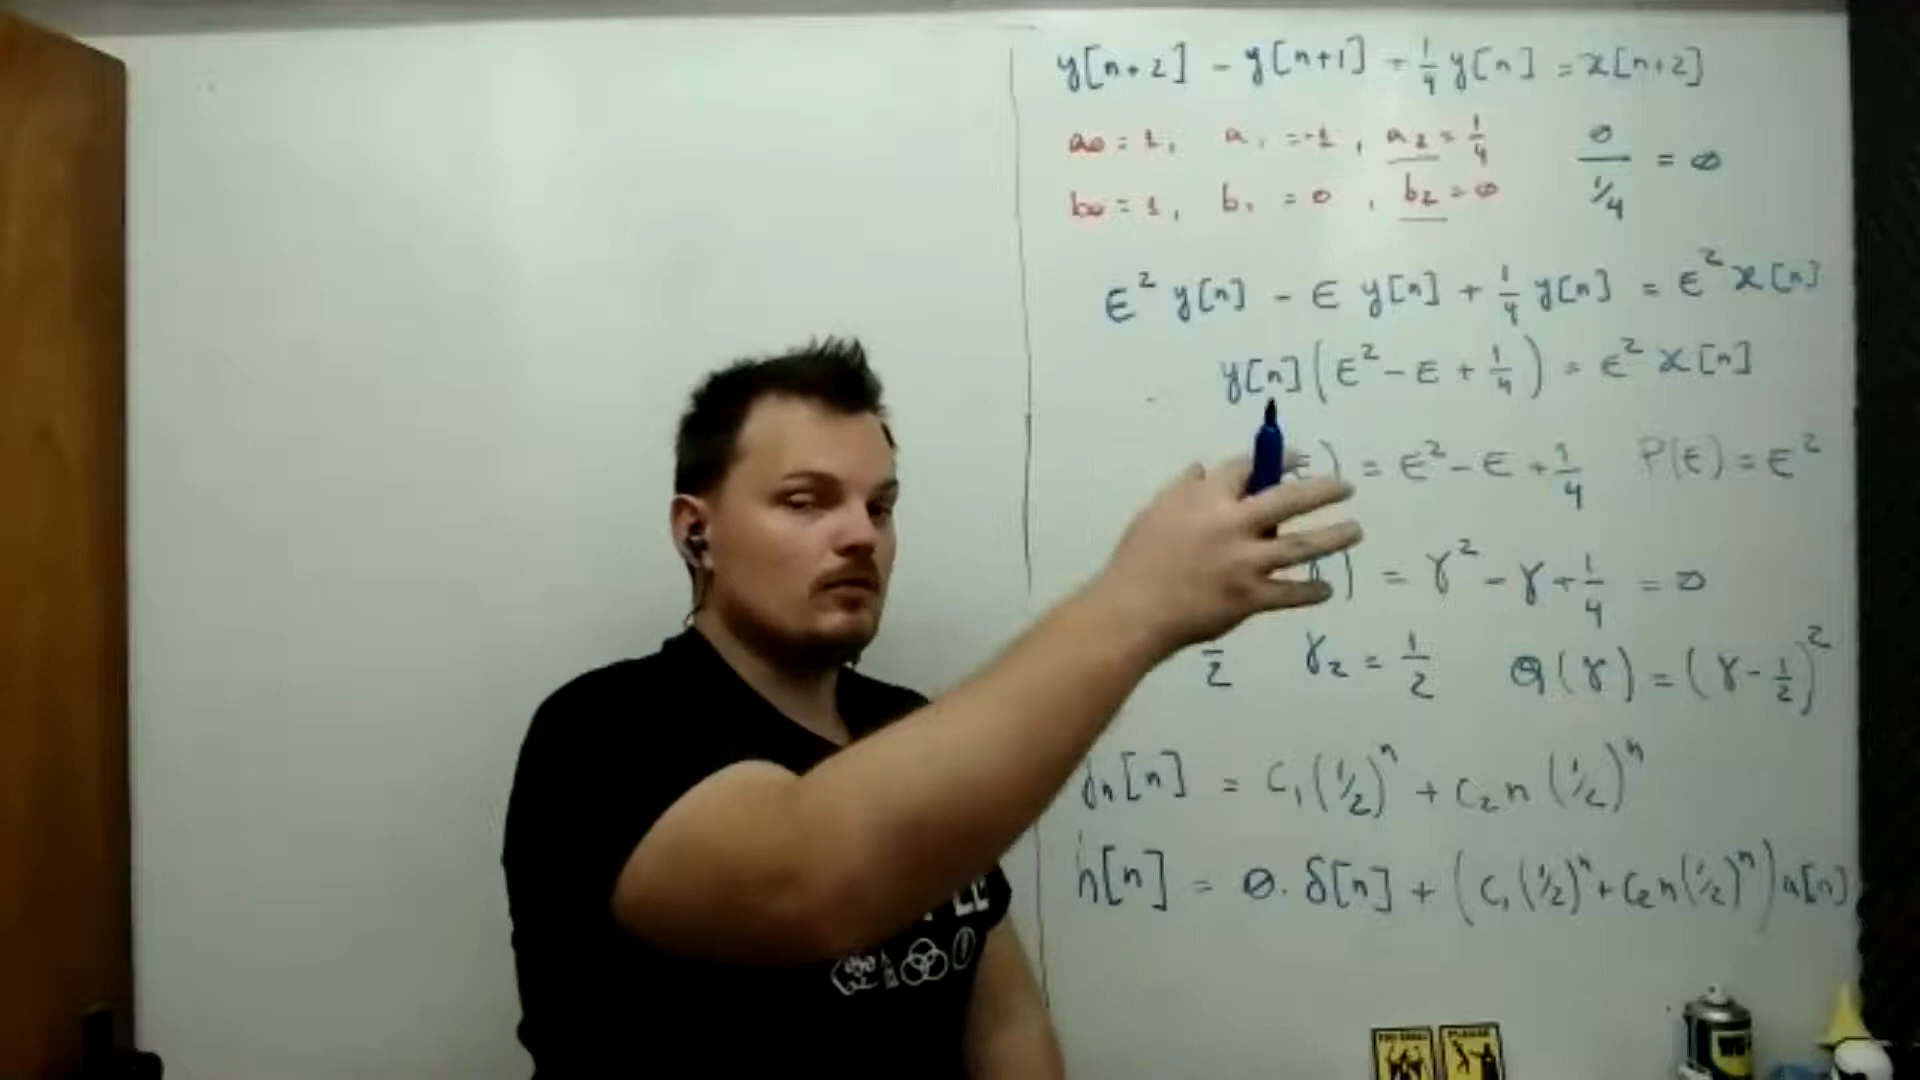 y[n+2] - y[n+1] + 1/4 y[n] = x[n+2]
a0 = 1, a1 = -1, a2 = 1/4
b0 = 1, b1 = 0, b2 = 0
0 / 1/4 = 0
E² y[n] - E y[n] + 1/4 y[n] = E² x[n]
y[n] (E² - E + 1/4) = E² x[n]
E) = E² - E + 1/4 P(E) = E²
γ) = γ² - γ + 1/4 = 0
2 γ2 = 1/2 Q(γ) = (γ - 1/2)²
yn[n] = C1 (1/2)ⁿ + C2 n (1/2)ⁿ
h[n] = 0. δ[n] + (C1 (1/2)ⁿ + C2 n (1/2)ⁿ) u[n]